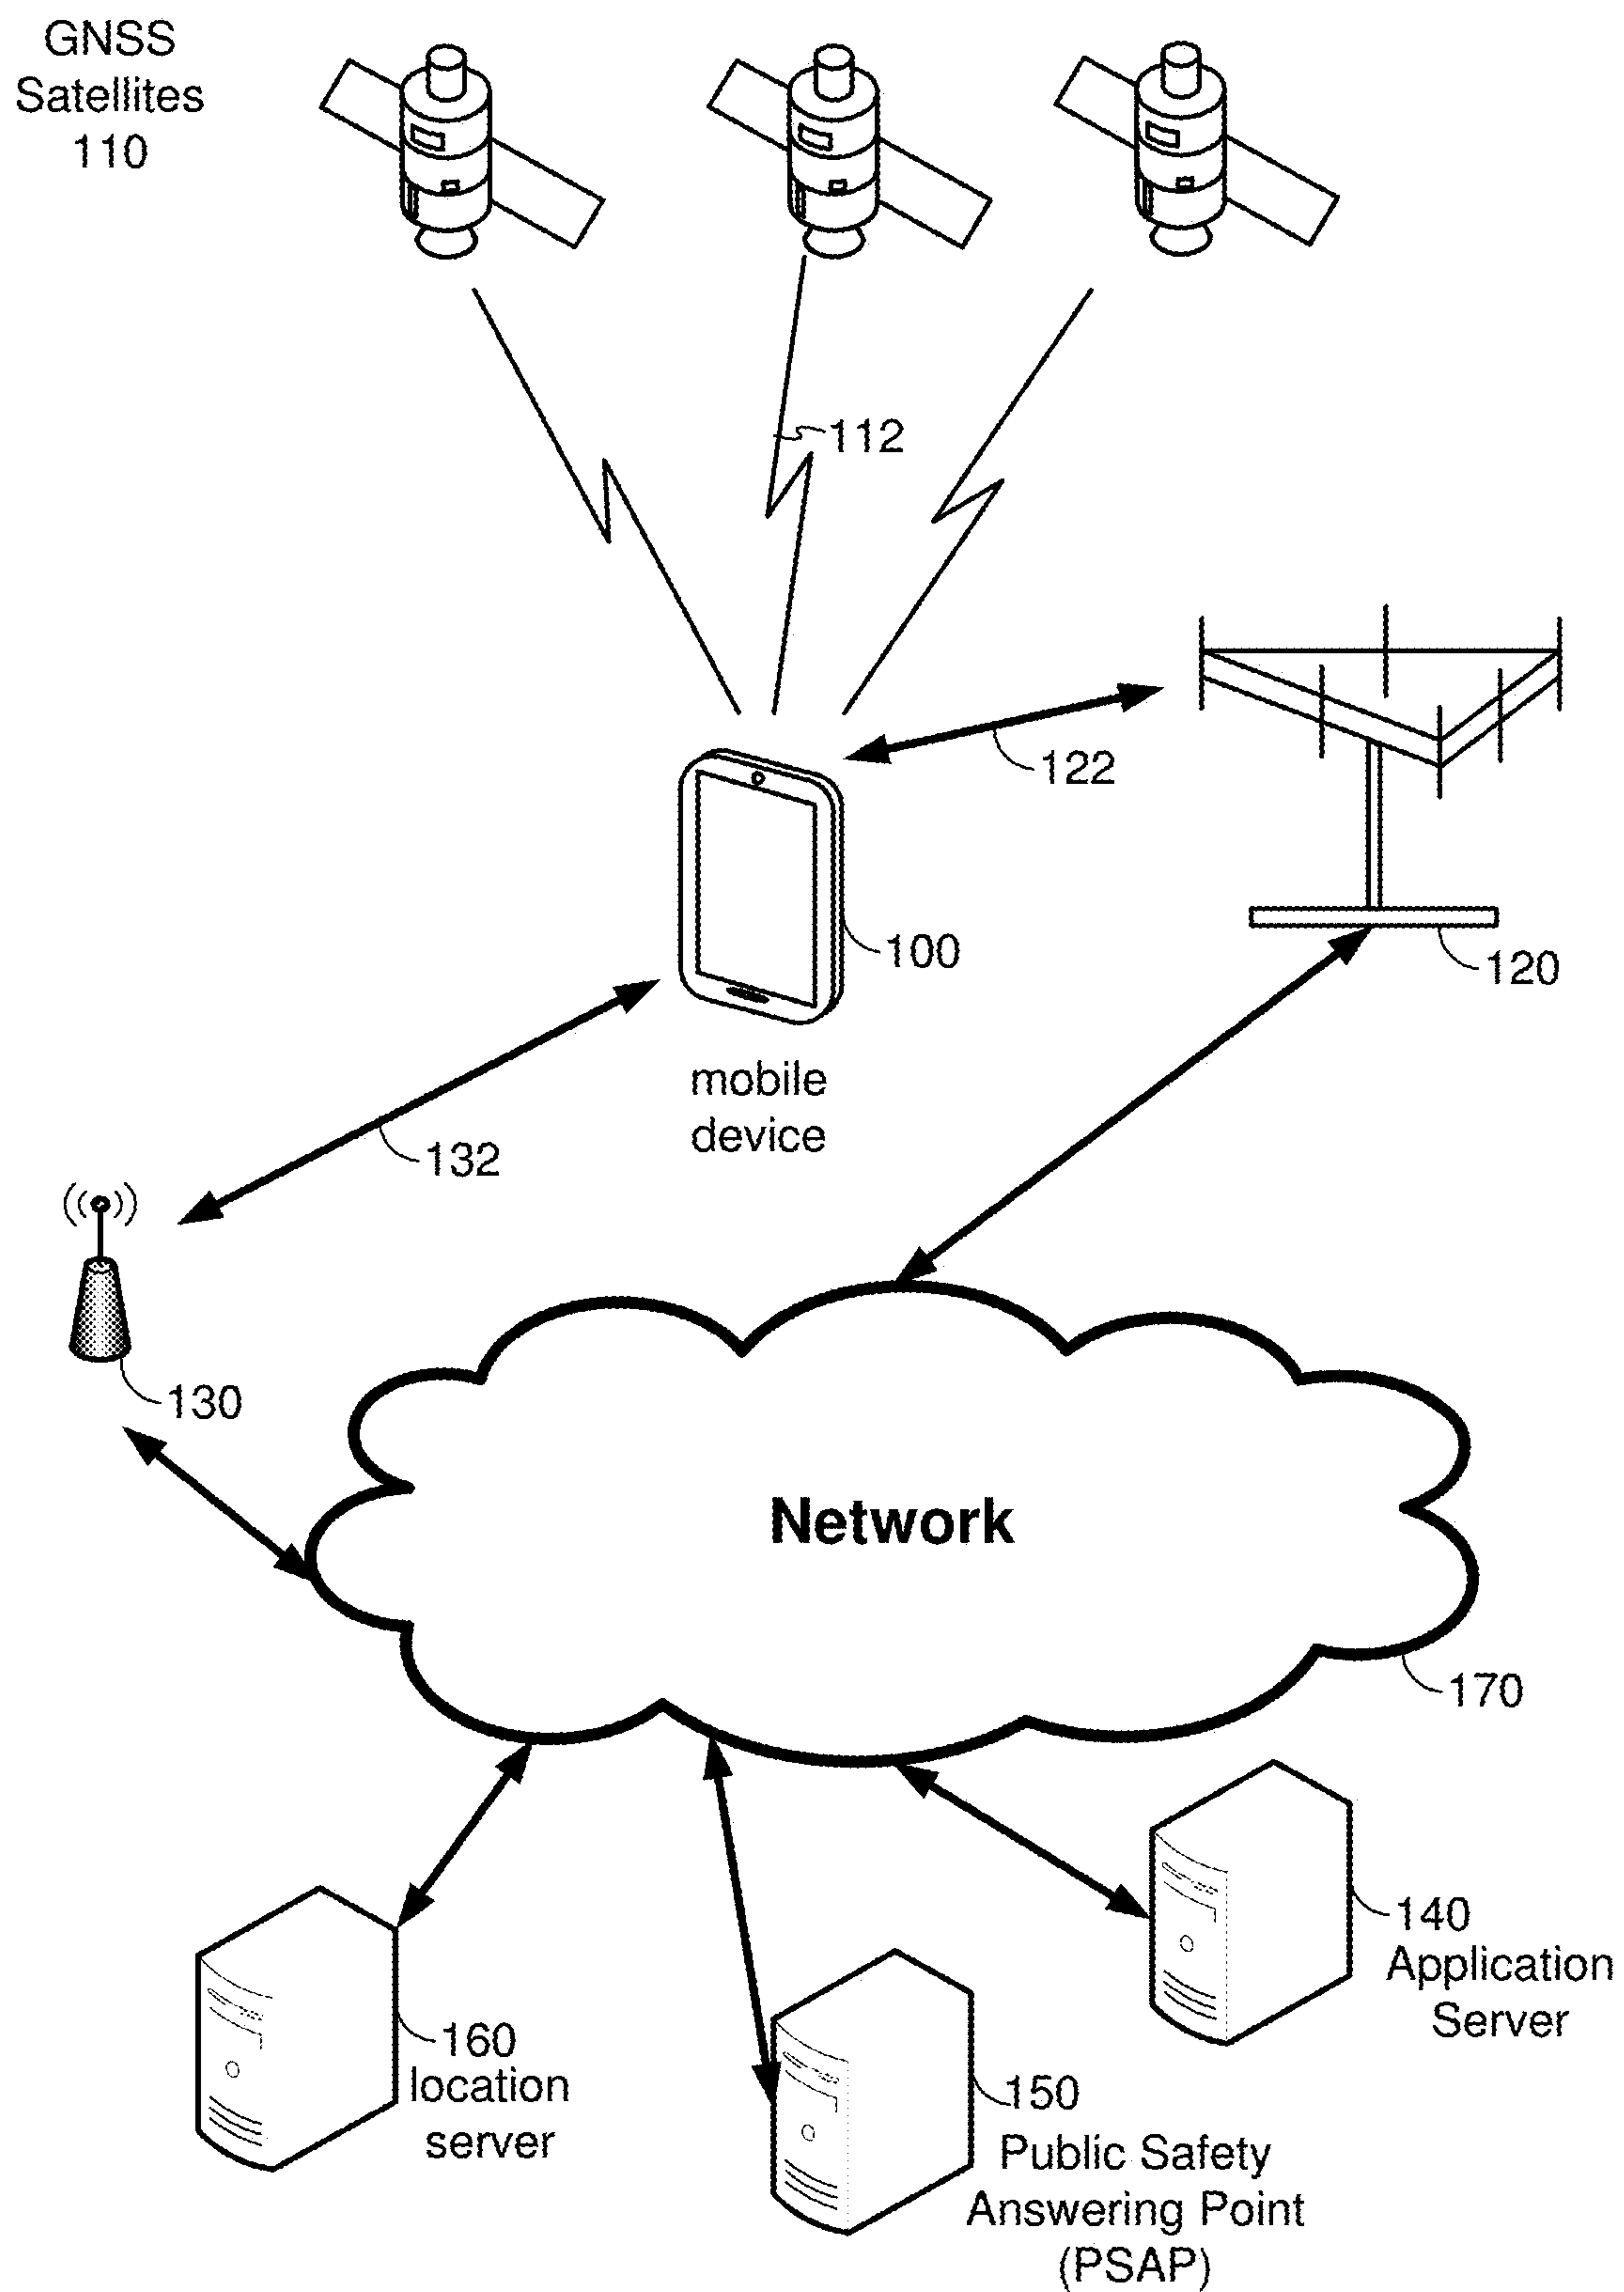 GNSS
Satellites
110
112
122
100
120
mobile
device
132
130
Network
170
140
Application
Server
160
location
server
150
Public Safety
Answering Point
(PSAP)